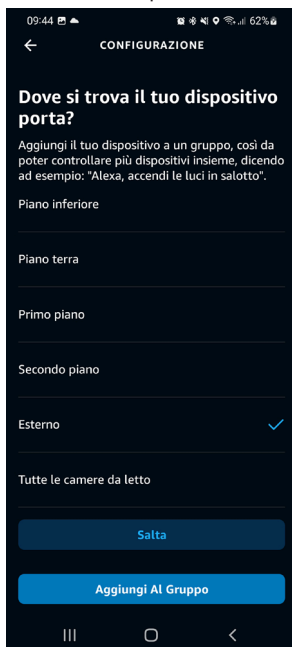 09:44 62%
CONFIGURAZIONE
Dove si trova il tuo dispositivo
porta?
Aggiungi il tuo dispositivo a un gruppo, così da
poter controllare più dispositivi insieme, dicendo
ad esempio: "Alexa, accendi le luci in salotto".
Piano inferiore
Piano terra
Primo piano
Secondo piano
Esterno
Tutte le camere da letto
Salta
Aggiungi Al Gruppo